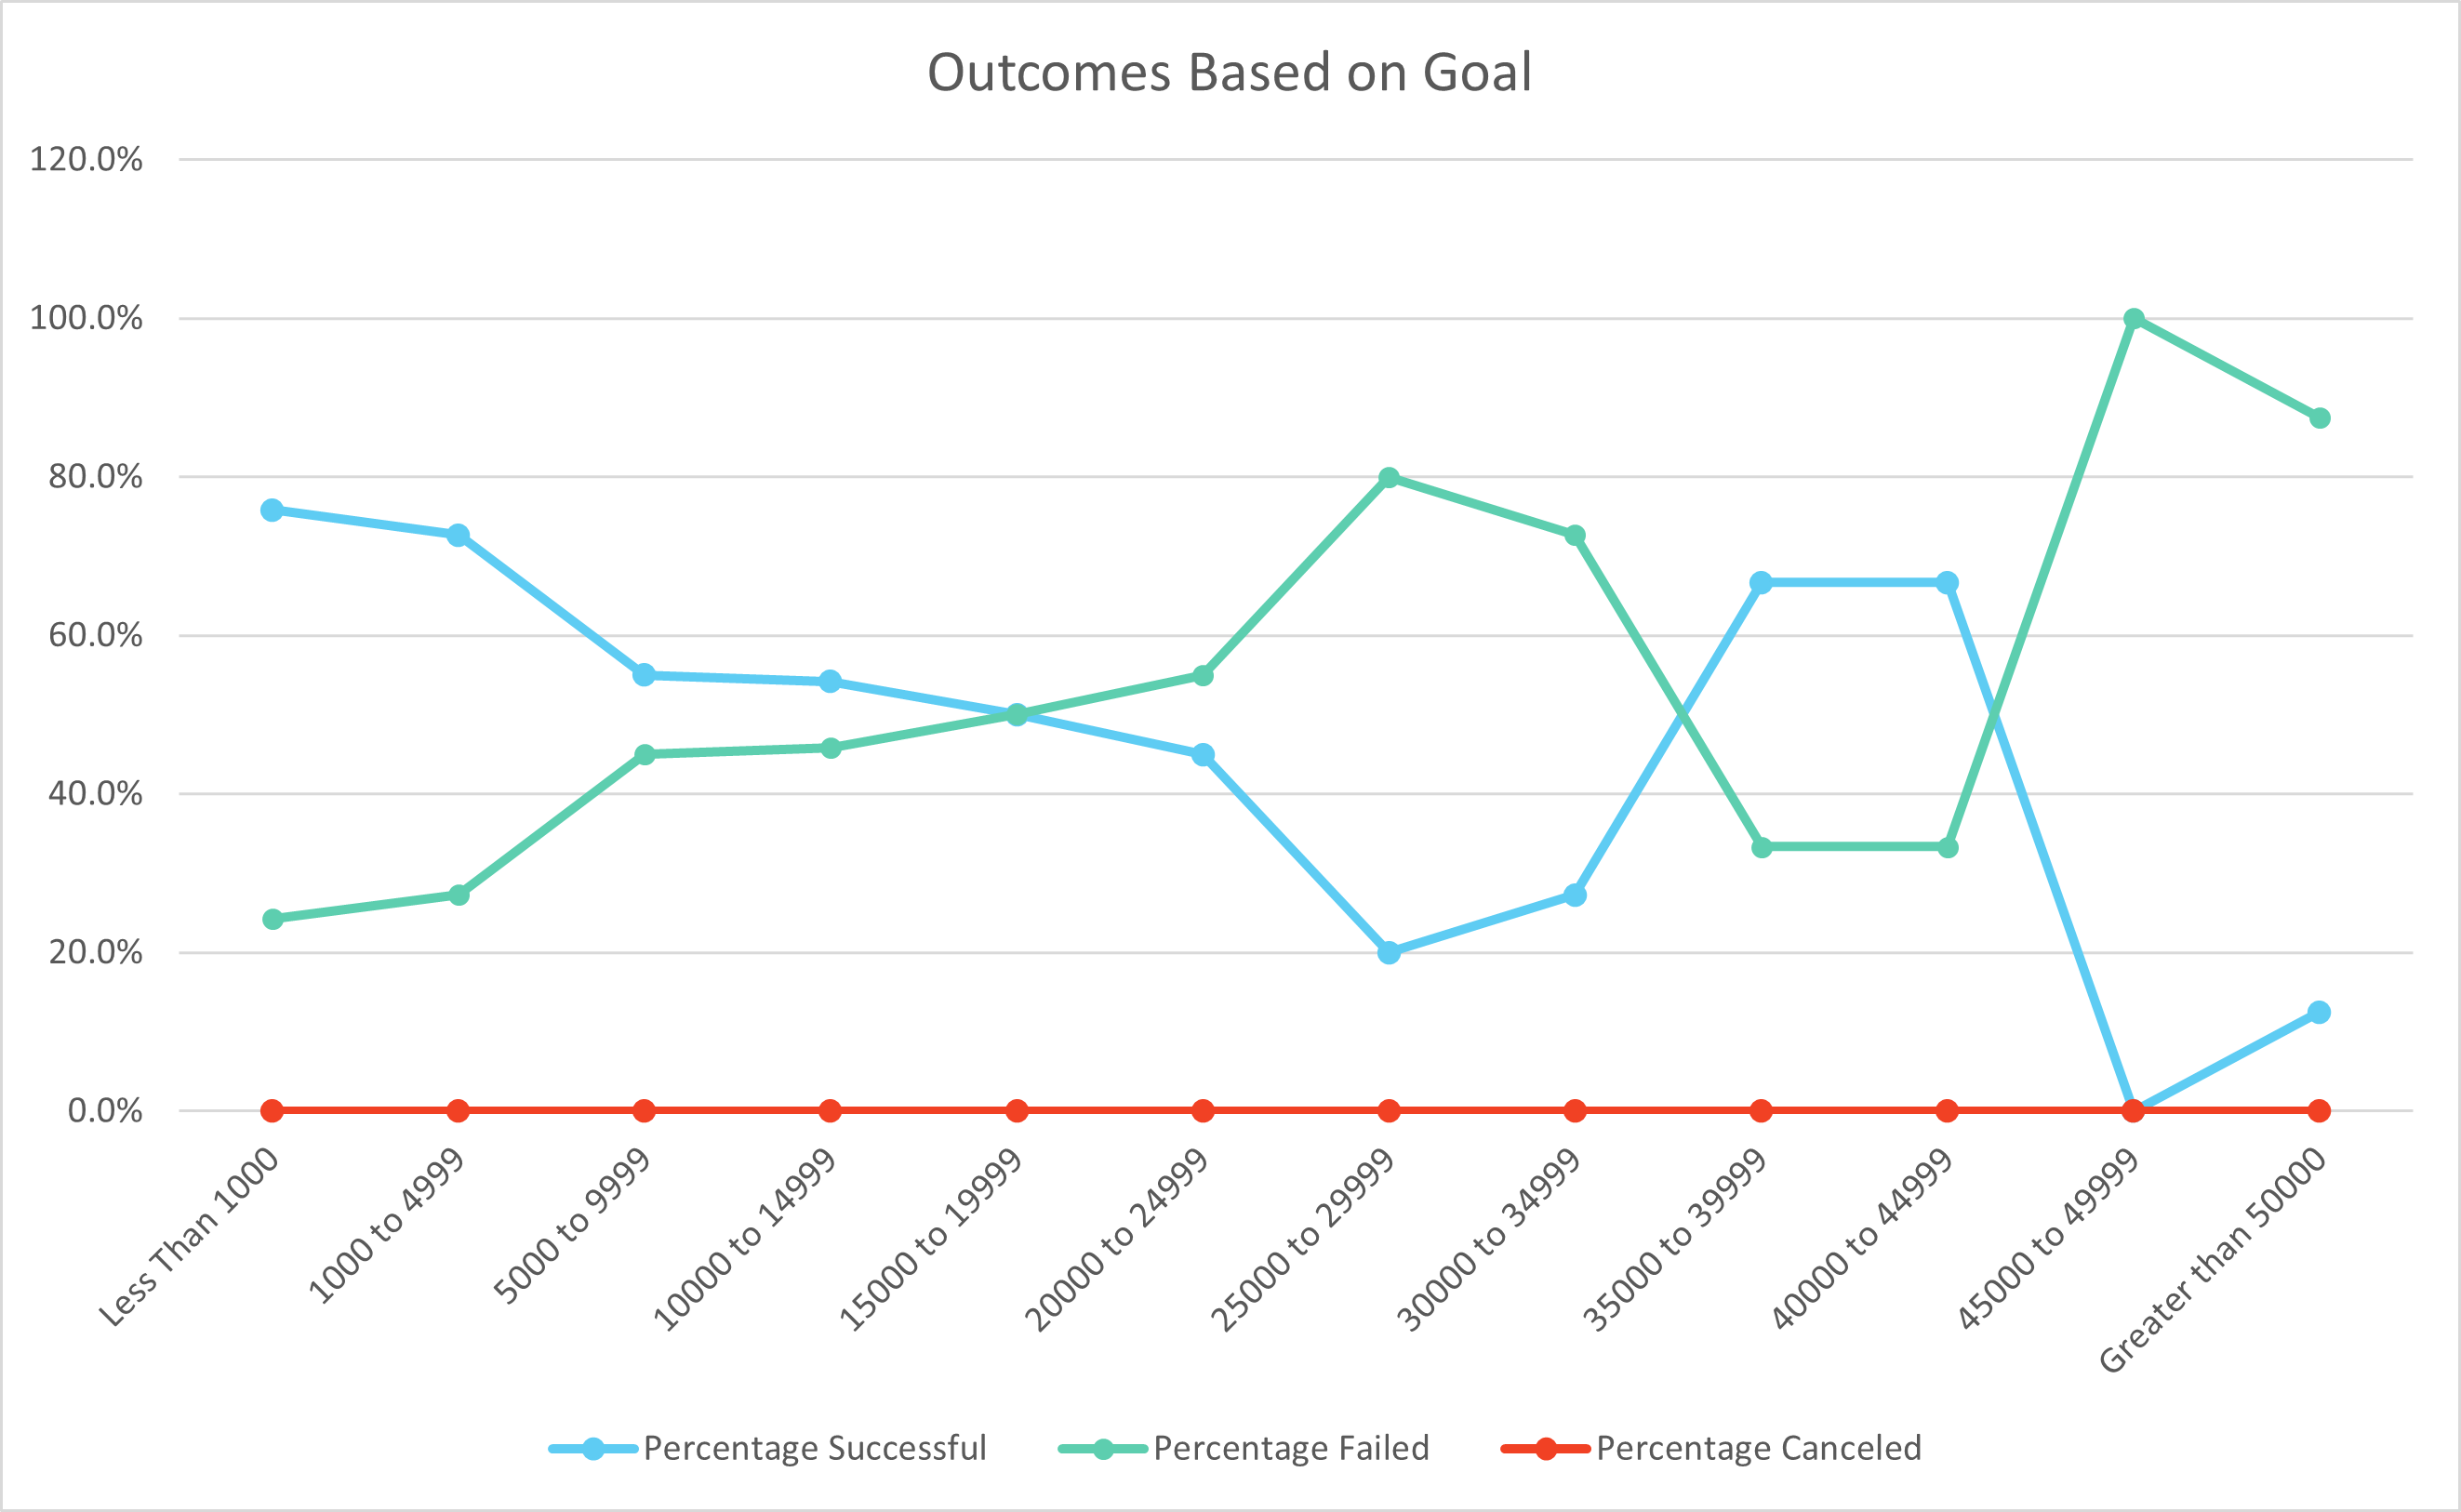 Outcomes Based on Goal
120.0%
100.0%
80.0%
60.0%
40.0%
20.0%
0.0%
Less Than 1000
1000 to 4999
5000 to 9999
10000 to 14999
15000 to 19999
20000 to 24999
25000 to 29999
30000 to 34999
35000 to 39999
40000 to 44999
45000 to 49999
Greater than 50000
Percentage Successful
Percentage Failed
Percentage Canceled